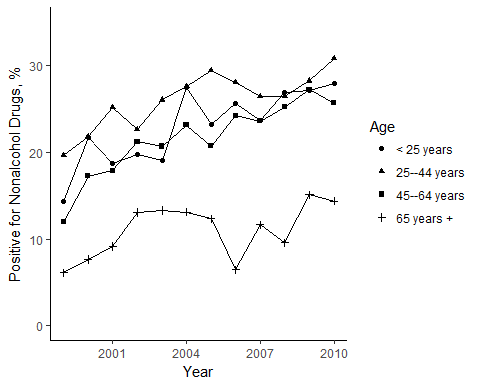 Positive for Nonalcohol Drugs, %
30
20
10
0
2001 2004 2007 2010
Year
Age
< 25 years
25--44 years
45--64 years
65 years +